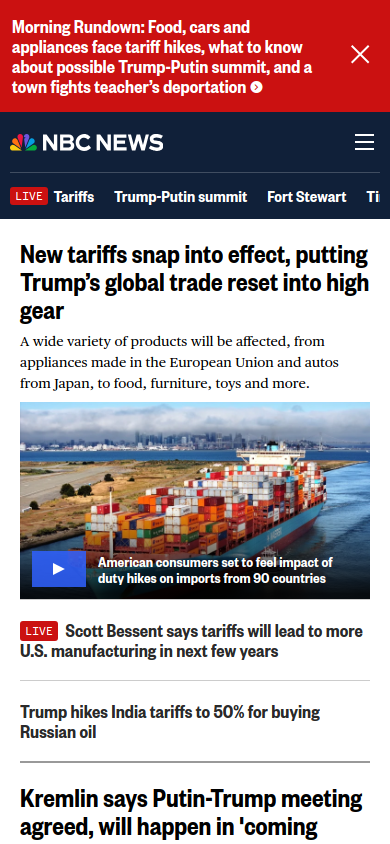 Morning Rundown: Food, cars and
appliances face tariff hikes, what to know
about possible Trump-Putin summit, and a
town fights teacher’s deportation
NBC NEWS
LIVE Tariffs Trump-Putin summit Fort Stewart
New tariffs snap into effect, putting
Trump’s global trade reset into high
gear
A wide variety of products will be affected, from
appliances made in the European Union and autos
from Japan, to food, furniture, toys and more.
American consumers set to feel impact of
duty hikes on imports from 90 countries
LIVE Scott Bessent says tariffs will lead to more
U.S. manufacturing in next few years
Trump hikes India tariffs to 50% for buying
Russian oil
Kremlin says Putin-Trump meeting
agreed, will happen in 'coming